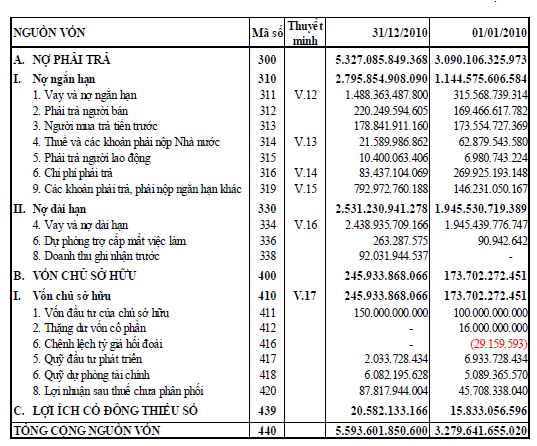 NGUỒN VỐN Mã số Thuyết minh 31/12/2010 01/01/2010
A. NỢ PHẢI TRẢ 300 5.327.085.849.368 3.090.106.325.973
I. Nợ ngắn hạn 310 2.795.854.908.090 1.144.575.606.584
1. Vay và nợ ngắn hạn 311 V.12 1.488.363.487.800 315.568.739.314
2. Phải trả người bán 312 220.249.594.605 169.466.617.782
3. Người mua trả tiền trước 313 178.841.911.160 173.554.727.369
4. Thuế và các khoản phải nộp Nhà nước 314 V.13 21.589.986.862 62.879.543.580
5. Phải trả người lao động 315 10.400.063.406 6.980.743.224
6. Chi phí phải trả 316 V.14 83.437.104.069 269.925.193.148
9. Các khoản phải trả, phải nộp ngắn hạn khác 319 V.15 792.972.760.188 146.231.050.167
II. Nợ dài hạn 330 2.531.230.941.278 1.945.530.719.389
4. Vay và nợ dài hạn 334 V.16 2.438.935.709.166 1.945.439.776.747
6. Dự phòng trợ cấp mất việc làm 336 263.287.575 90.942.642
8. Doanh thu ghi nhận trước 338 92.031.944.537 -
B. VỐN CHỦ SỞ HỮU 400 245.933.868.066 173.702.272.451
I. Vốn chủ sở hữu 410 V.17 245.933.868.066 173.702.272.451
1. Vốn đầu tư của chủ sở hữu 411 150.000.000.000 100.000.000.000
2. Thặng dư vốn cổ phần 412 - 16.000.000.000
6. Chênh lệch tỷ giá hối đoái 416 - (29.159.593)
5. Quỹ đầu tư phát triển 417 2.033.728.434 6.933.728.434
6. Quỹ dự phòng tài chính 418 6.082.195.628 5.089.365.570
8. Lợi nhuận sau thuế chưa phân phối 420 87.817.944.004 45.708.338.040
C. LỢI ÍCH CỔ ĐÔNG THIỂU SỐ 439 20.582.133.166 15.833.056.596
TỔNG CỘNG NGUỒN VỐN 440 5.593.601.850.600 3.279.641.655.020